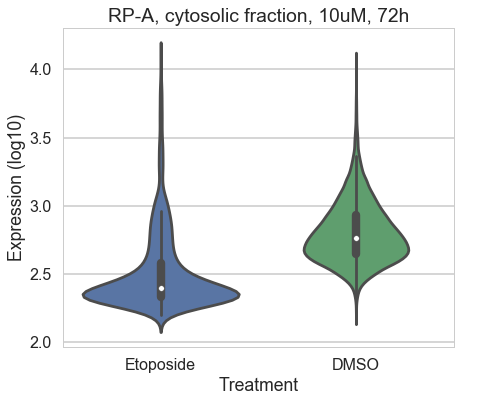 RP-A, cytosolic fraction, 10uM, 72h
Expression (log10)
4.0
3.5
3.0
2.5
2.0
Etoposide
DMSO
Treatment